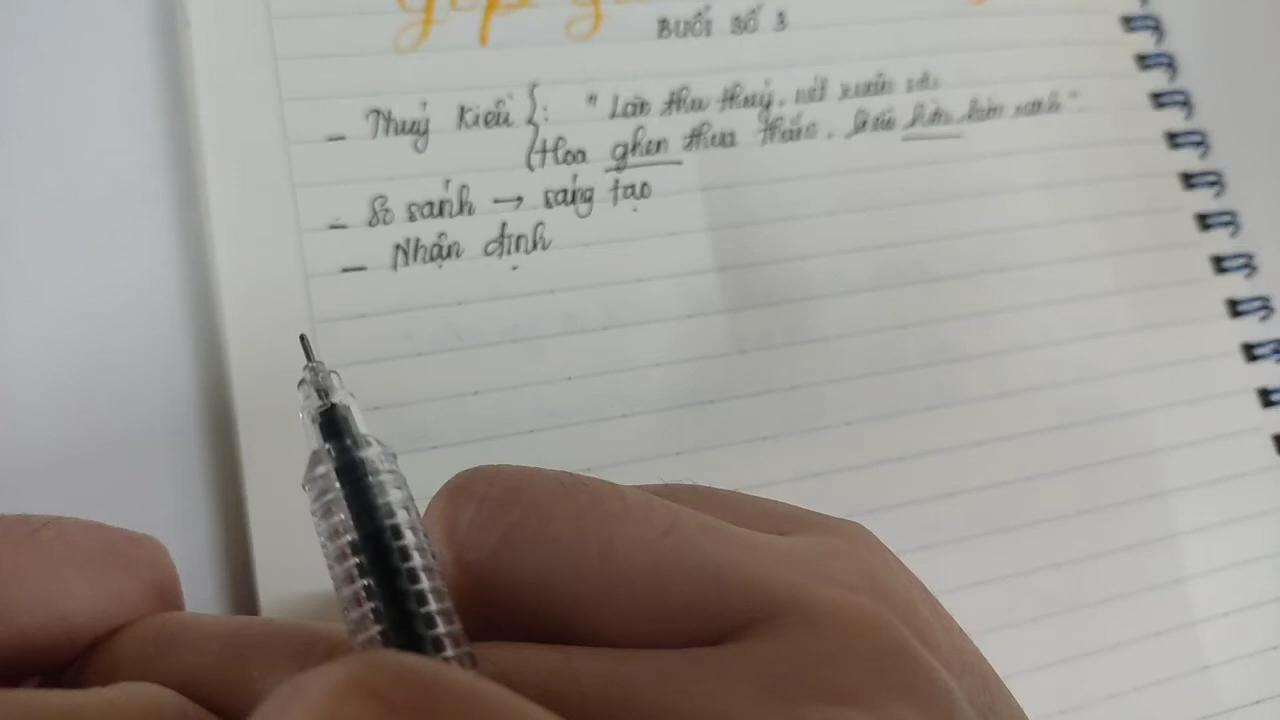 BUỔI SỐ 3
- Thuý Kiều { : "Làn thu thuỷ, nét xuân sơn
Hoa ghen thua thắm, liễu hờn kém xanh"
- So sánh → sáng tạo
- Nhận định